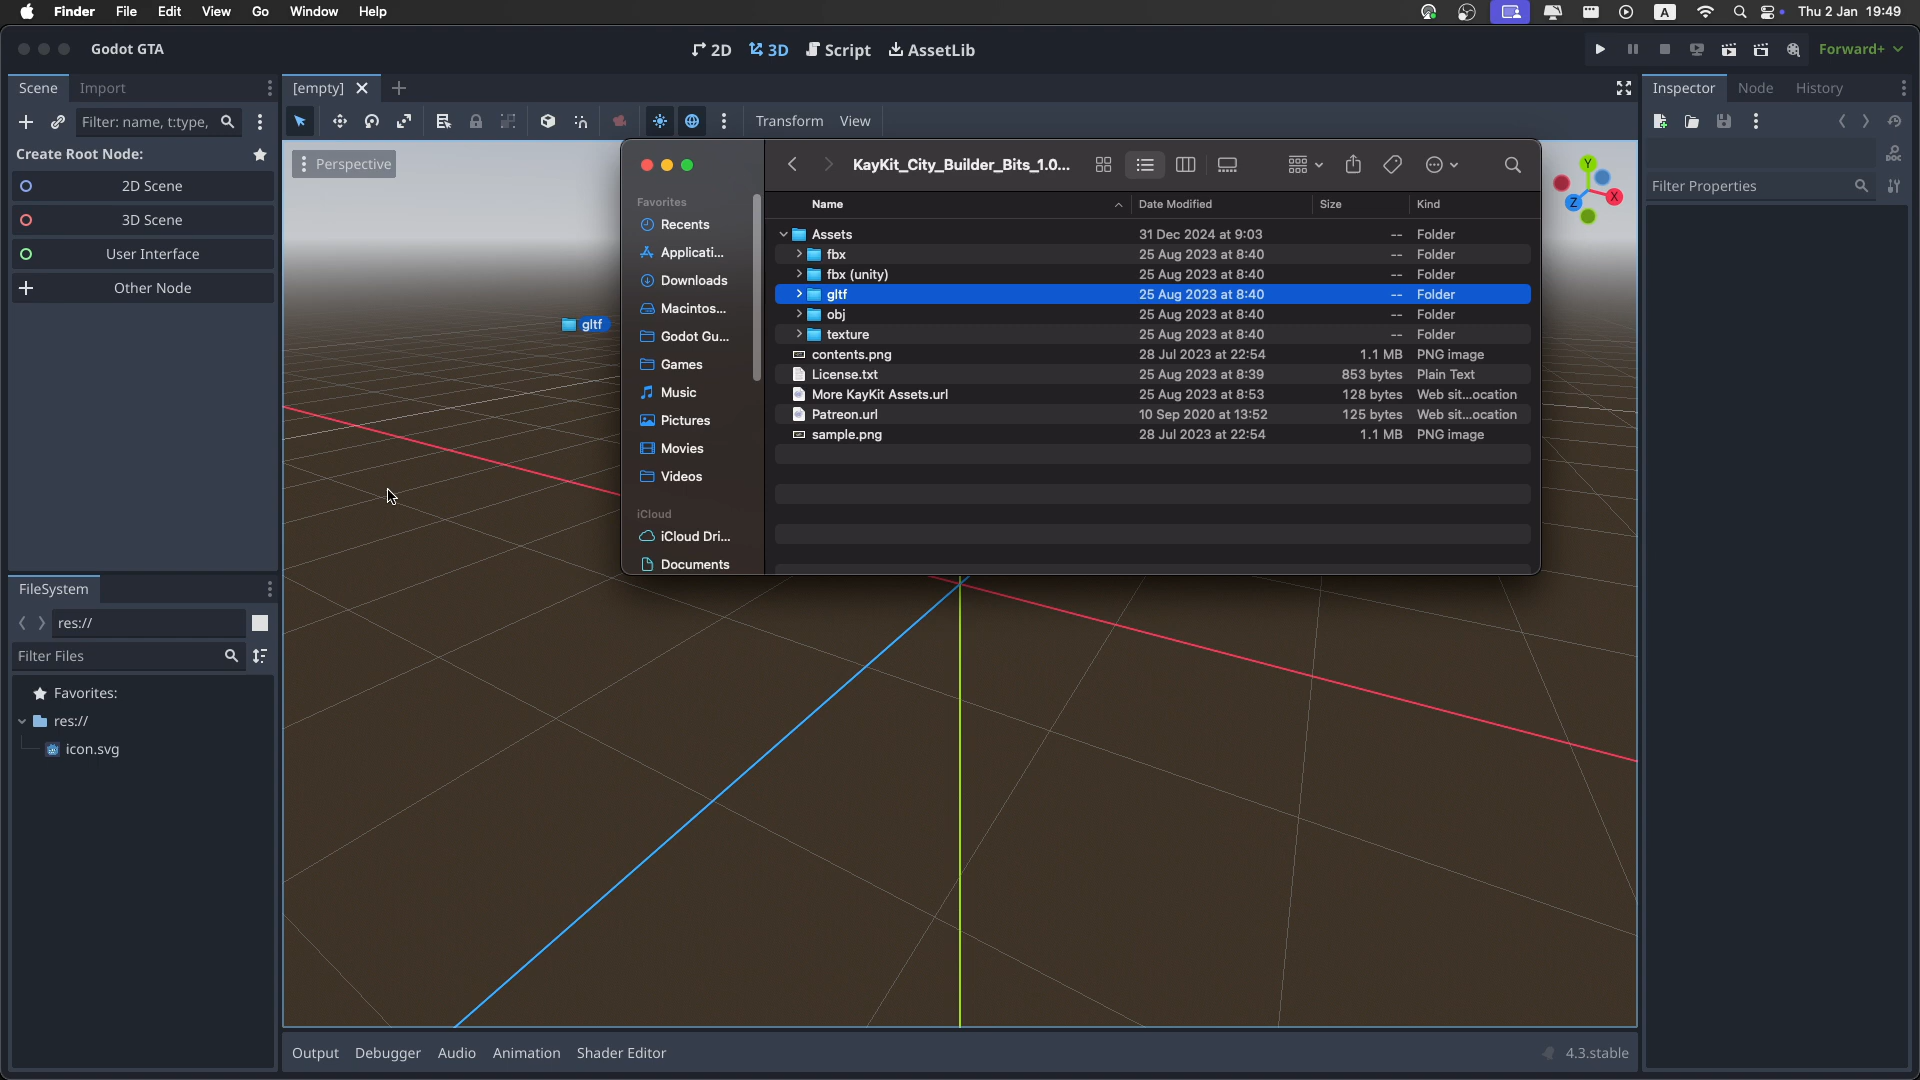 Finder File Edit View Go Window Help
A Thu 2 Jan 19:49
Godot GTA
2D 3D Script AssetLib
Forward+
Scene Import
[empty]
Inspector Node History
Filter: name, t:type,
Transform View
Create Root Node:
2D Scene
3D Scene
User Interface
Other Node
Perspective
Filter Properties
Y
X
Z
gltf
KayKit_City_Builder_Bits_1.0...
Favorites
Recents
Applicati...
Downloads
Macintos...
Godot Gu...
Games
Music
Pictures
Movies
Videos
iCloud
iCloud Dri...
Documents
Name Date Modified Size Kind
Assets 31 Dec 2024 at 9:03 -- Folder
fbx 25 Aug 2023 at 8:40 -- Folder
fbx (unity) 25 Aug 2023 at 8:40 -- Folder
gltf 25 Aug 2023 at 8:40 -- Folder
obj 25 Aug 2023 at 8:40 -- Folder
texture 25 Aug 2023 at 8:40 -- Folder
contents.png 28 Jul 2023 at 22:54 1.1 MB PNG image
License.txt 25 Aug 2023 at 8:39 853 bytes Plain Text
More KayKit Assets.url 25 Aug 2023 at 8:53 128 bytes Web sit...ocation
Patreon.url 10 Sep 2020 at 13:52 125 bytes Web sit...ocation
sample.png 28 Jul 2023 at 22:54 1.1 MB PNG image
FileSystem
res://
Filter Files
Favorites:
res://
icon.svg
Output Debugger Audio Animation Shader Editor
4.3.stable